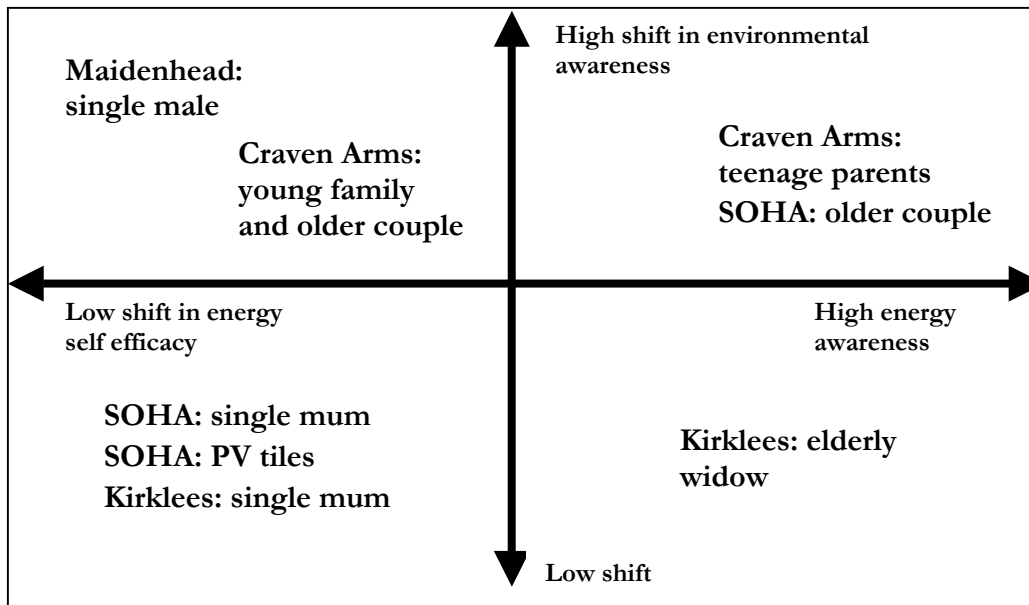 High shift in environmental
awareness
Maidenhead:
single male
Craven Arms:
young family
and older couple
Craven Arms:
teenage parents
SOHA: older couple
Low shift in energy
self efficacy
High energy
awareness
SOHA: single mum
SOHA: PV tiles
Kirklees: single mum
Kirklees: elderly
widow
Low shift